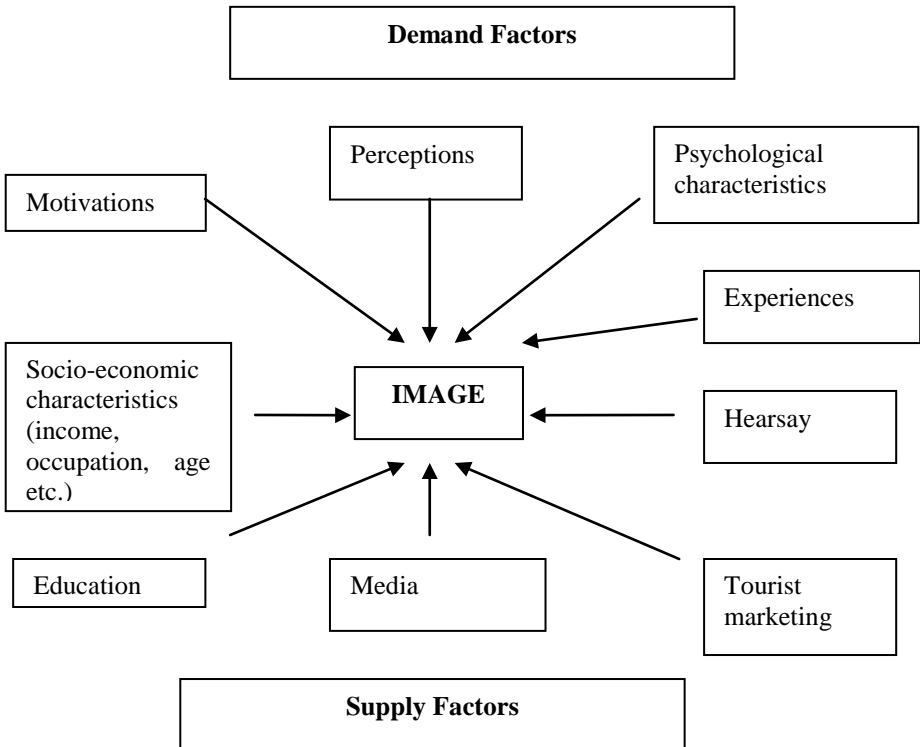 Demand Factors
Perceptions
Psychological
characteristics
Motivations
Experiences
Socio-economic
characteristics
(income,
occupation, age
etc.)
IMAGE
Hearsay
Education
Media
Tourist
marketing
Supply Factors